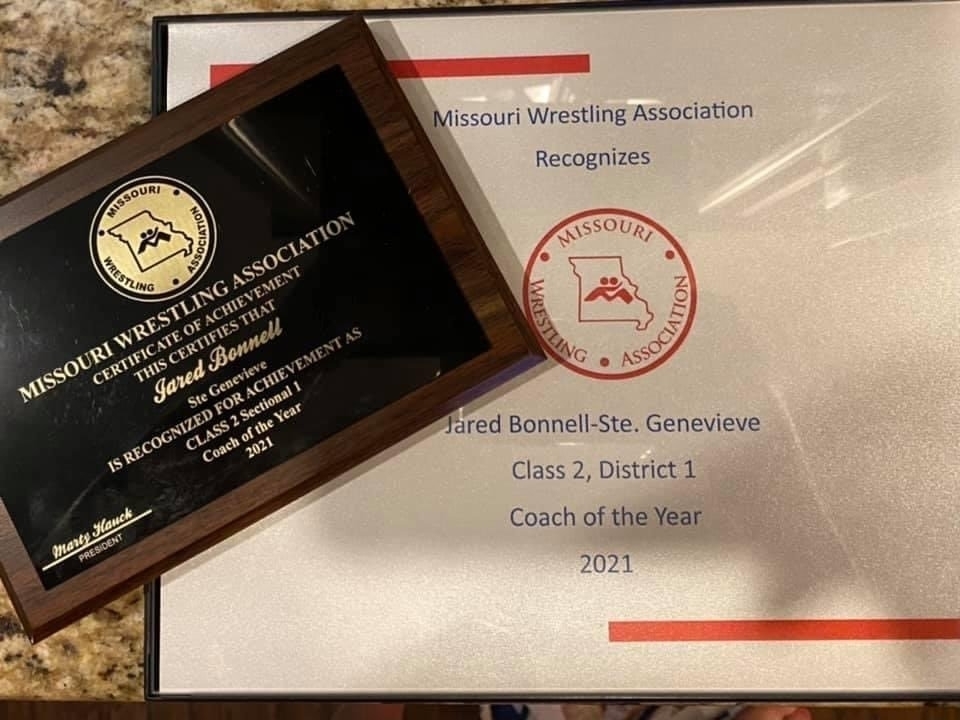 MISSOURI
WRESTLING
ASSOCIATION
MISSOURI WRESTLING ASSOCIATION
CERTIFICATE OF ACHIEVEMENT
THIS CERTIFIES THAT
Jared Bonnell
Ste Genevieve
IS RECOGNIZED FOR ACHIEVEMENT AS
CLASS 2 Sectional 1
Coach of the Year
2021
Marty Hauck
PRESIDENT
Missouri Wrestling Association
Recognizes
MISSOURI
WRESTLING
ASSOCIATION
Jared Bonnell-Ste. Genevieve
Class 2, District 1
Coach of the Year
2021